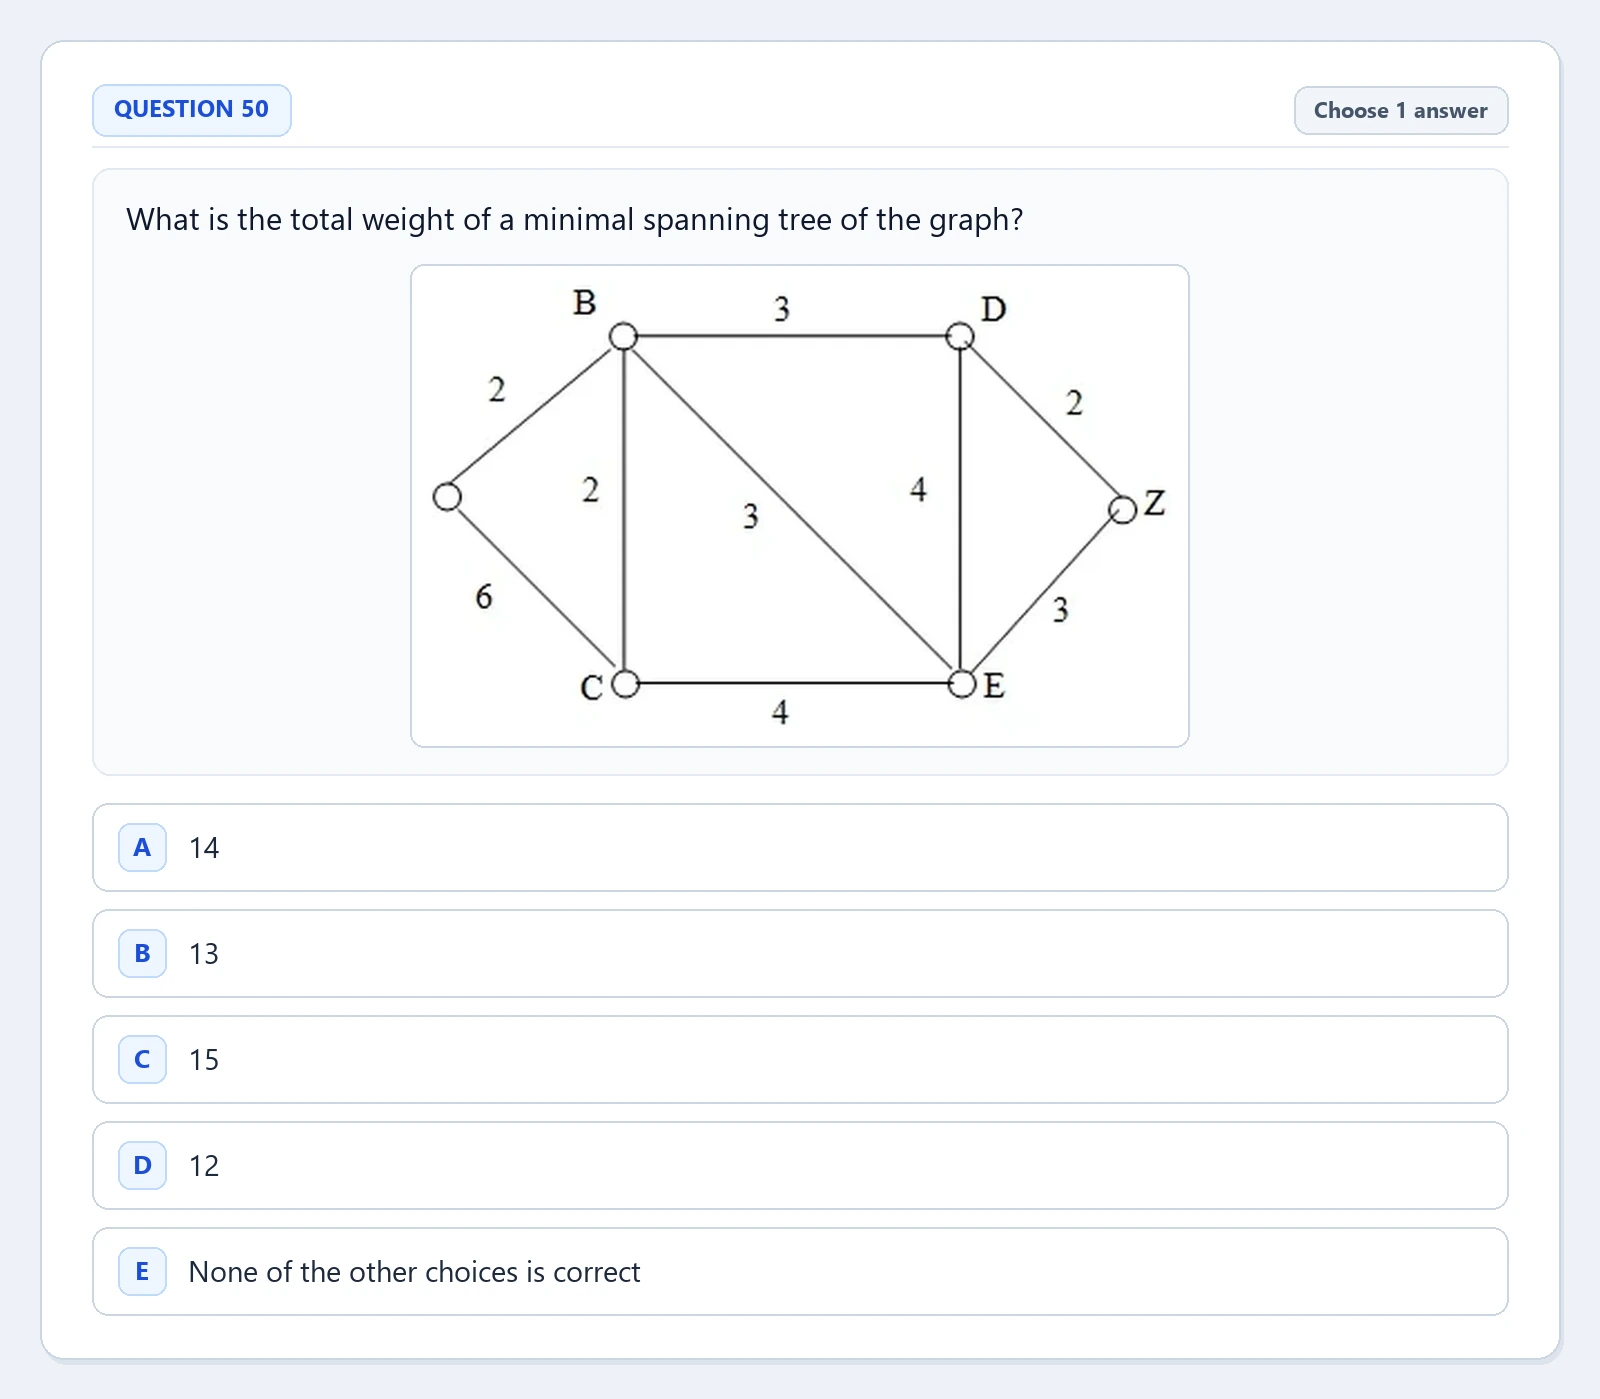 QUESTION 50
Choose 1 answer
What is the total weight of a minimal spanning tree of the graph?
B
3
D
2
2
2
3
4
Z
6
3
C
E
4
A 14
B 13
C 15
D 12
E None of the other choices is correct